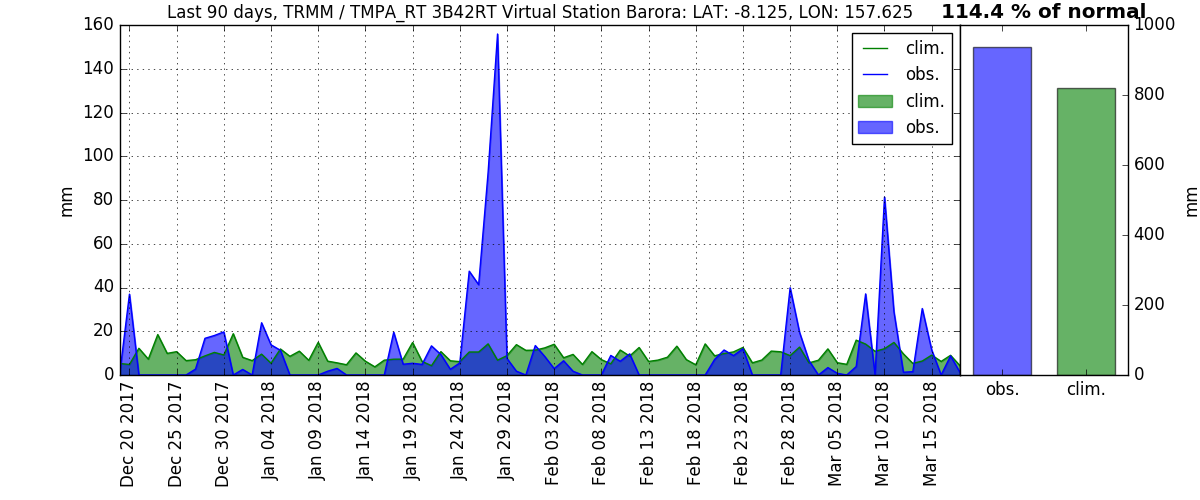 Last 90 days, TRMM / TMPA_RT 3B42RT Virtual Station Barora: LAT: -8.125, LON: 157.625
114.4 % of normal
160
140
120
100
80
60
40
20
0
mm
clim.
obs.
clim.
obs.
1000
800
600
400
200
0
mm
obs.
clim.
Dec 20 2017
Dec 25 2017
Dec 30 2017
Jan 04 2018
Jan 09 2018
Jan 14 2018
Jan 19 2018
Jan 24 2018
Jan 29 2018
Feb 03 2018
Feb 08 2018
Feb 13 2018
Feb 18 2018
Feb 23 2018
Feb 28 2018
Mar 05 2018
Mar 10 2018
Mar 15 2018